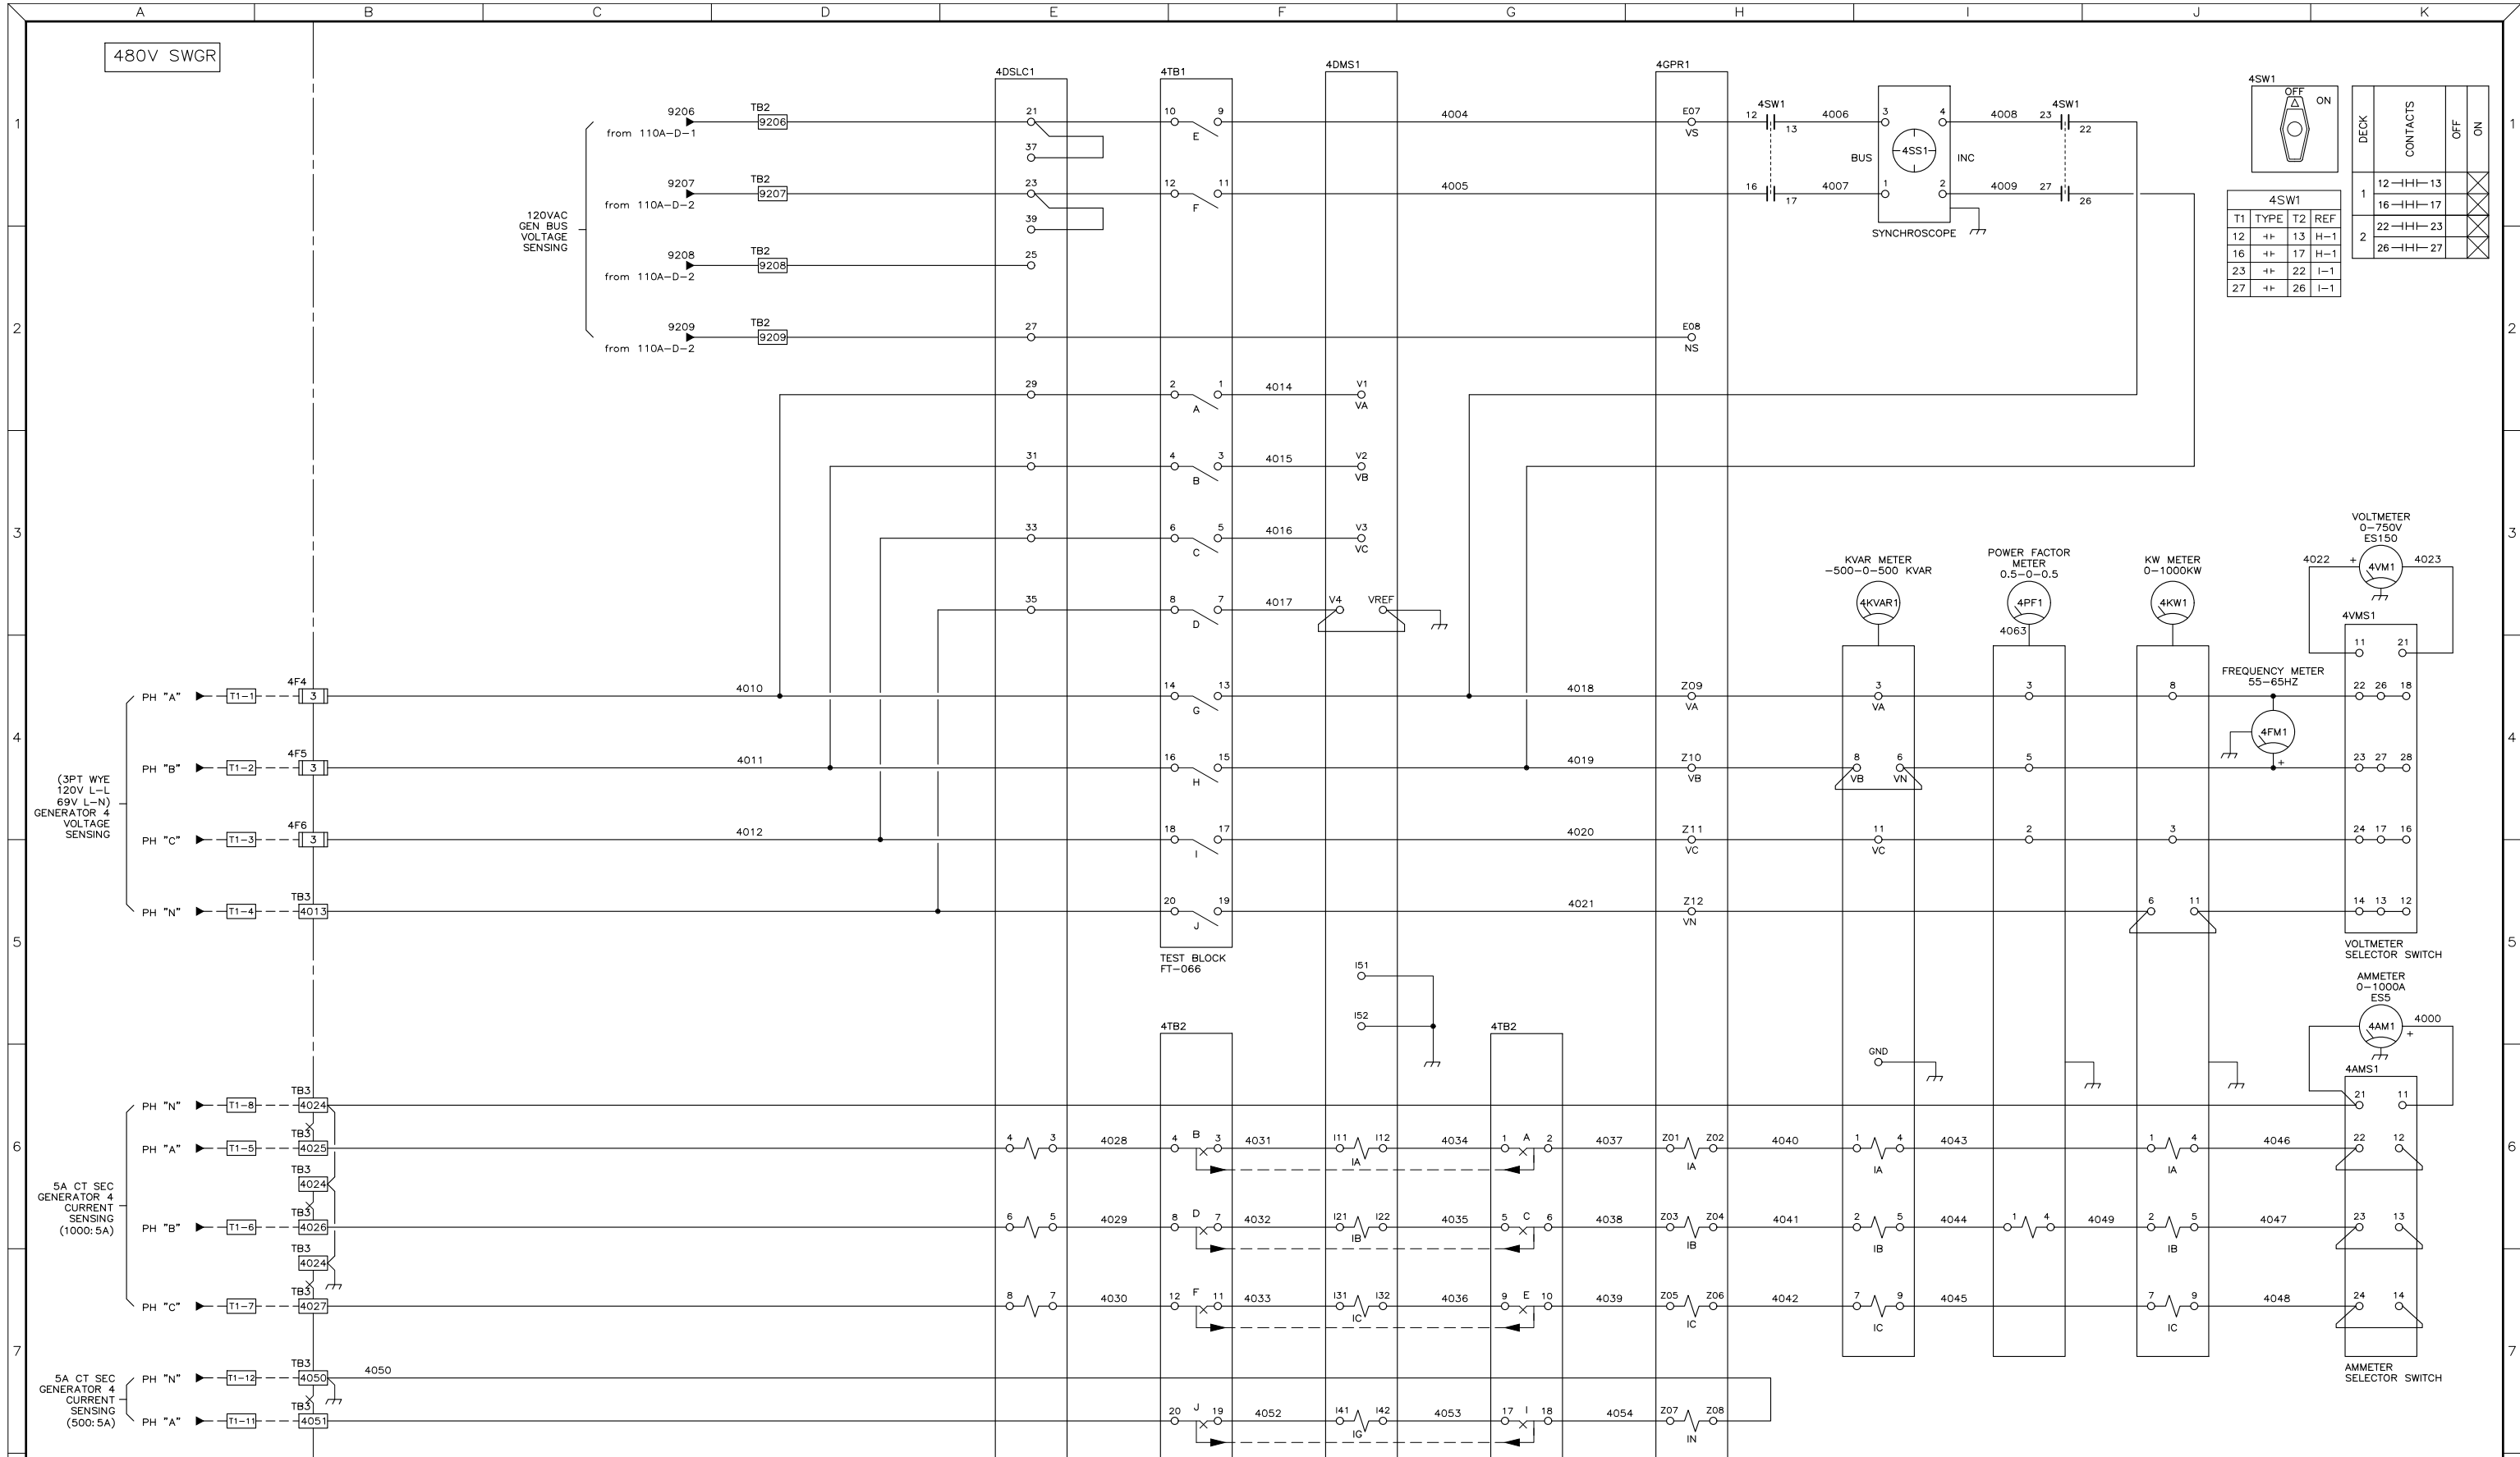 A B C D E F G H I J K
480V SWGR
4DSLC1 4TB1 4DMS1 4GPR1
4SW1
OFF
ON
DECK CONTACTS OFF ON
1 12 13
16 17
2 22 23
26 27
4SW1
T1 TYPE T2 REF
12 13 H-1
16 17 H-1
23 22 I-1
27 26 I-1
1
9206 TB2 9206 21 10 9 4004 E07 12 4SW1 4006 3 4 4008 23 4SW1
from 110A-D-1 E VS 13 22
37
BUS 4SS1 INC
9207 TB2 9207 23 12 11 4005 16 4007 1 2 4009 27
from 110A-D-2 F 17 26
39
SYNCHROSCOPE
120VAC
GEN BUS
VOLTAGE
SENSING
9208 TB2 9208 25
from 110A-D-2
2
9209 TB2 9209 27 E08
from 110A-D-2 NS
29 2 1 4014 V1
A VA
31 4 3 4015 V2
B VB
3
33 6 5 4016 V3
C VC
35 8 7 4017 V4 VREF
D
KVAR METER
-500-0-500 KVAR
4KVAR1
POWER FACTOR
METER
0.5-0-0.5
4PF1
4063
KW METER
0-1000KW
4KW1
VOLTMETER
0-750V
ES150
4022 + 4VM1 4023
4VMS1
11 21
FREQUENCY METER
55-65HZ
4FM1
+
(3PT WYE
120V L-L
69V L-N)
GENERATOR 4
VOLTAGE
SENSING
4
PH "A" T1-1 4F4 3 4010 14 13 4018 Z09 3 3 8 22 26 18
G VA VA
PH "B" T1-2 4F5 3 4011 16 15 4019 Z10 8 6 5 23 27 28
H VB VB VN
PH "C" T1-3 4F6 3 4012 18 17 4020 Z11 11 2 3 24 17 16
I VC VC
PH "N" T1-4 TB3 4013 20 19 4021 Z12 6 11 14 13 12
J VN
5
TEST BLOCK
FT-066
VOLTMETER
SELECTOR SWITCH
I51
I52
4TB2 4TB2
AMMETER
0-1000A
ES5
4AM1 4000
+
GND
4AMS1
5A CT SEC
GENERATOR 4
CURRENT
SENSING
(1000:5A)
PH "N" T1-8 TB3 4024 21 11
6
PH "A" T1-5 TB3 4025 4 3 4028 4 B 3 4031 I11 I12 4034 1 A 2 4037 Z01 Z02 4040 1 4 4043 1 4 4046 22 12
IA IA IA IA
TB3
4024
PH "B" T1-6 TB3 4026 6 5 4029 8 D 7 4032 I21 I22 4035 5 C 6 4038 Z03 Z04 4041 2 5 4044 1 4 4049 2 5 4047 23 13
IB IB IB IB
TB3
4024
PH "C" T1-7 TB3 4027 8 7 4030 12 F 11 4033 I31 I32 4036 9 E 10 4039 Z05 Z06 4042 7 9 4045 7 9 4048 24 14
IC IC IC IC
7
5A CT SEC
GENERATOR 4
CURRENT
SENSING
(500:5A)
PH "N" T1-12 TB3 4050 4050
PH "A" T1-11 TB3 4051 20 J 19 4052 I41 I42 4053 17 I 18 4054 Z07 Z08
IG IN
AMMETER
SELECTOR SWITCH
1
2
3
4
5
6
7